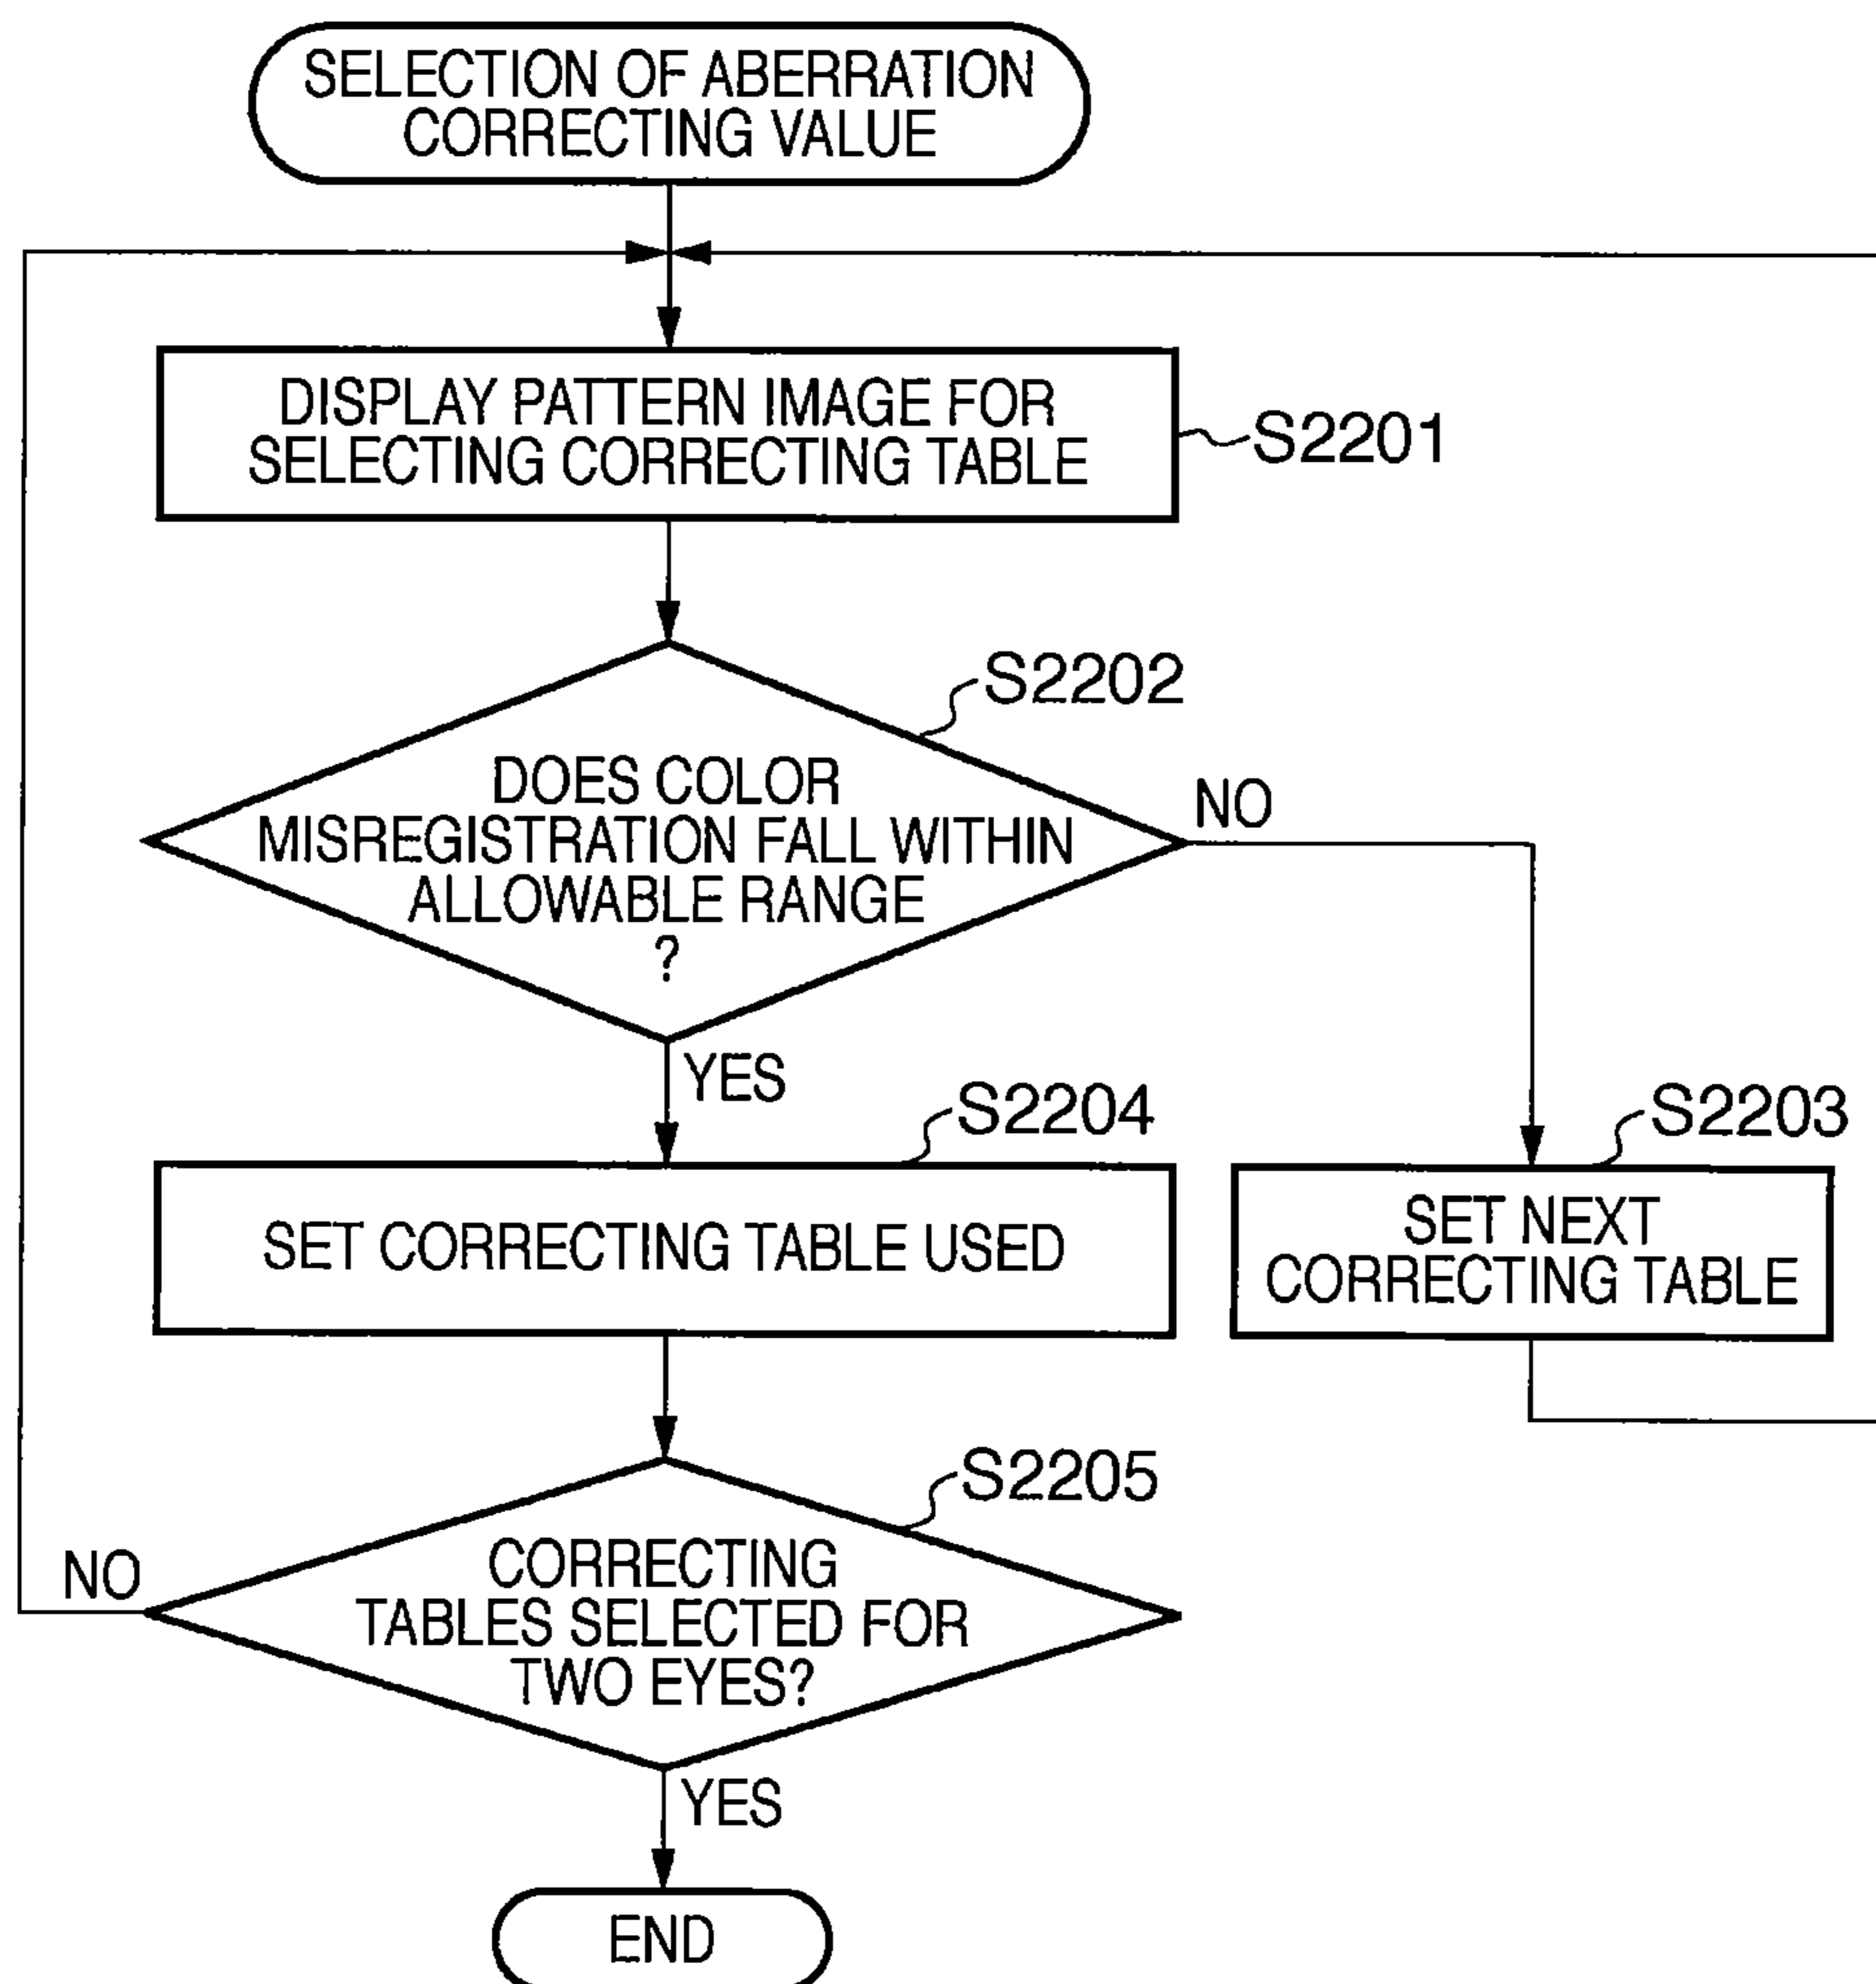 SELECTION OF ABERRATION
CORRECTING VALUE
DISPLAY PATTERN IMAGE FOR
SELECTING CORRECTING TABLE
S2201
S2202
DOES COLOR
MISREGISTRATION FALL WITHIN
ALLOWABLE RANGE
?
NO
YES
S2204
SET CORRECTING TABLE USED
S2203
SET NEXT
CORRECTING TABLE
S2205
CORRECTING
TABLES SELECTED FOR
TWO EYES?
NO
YES
END